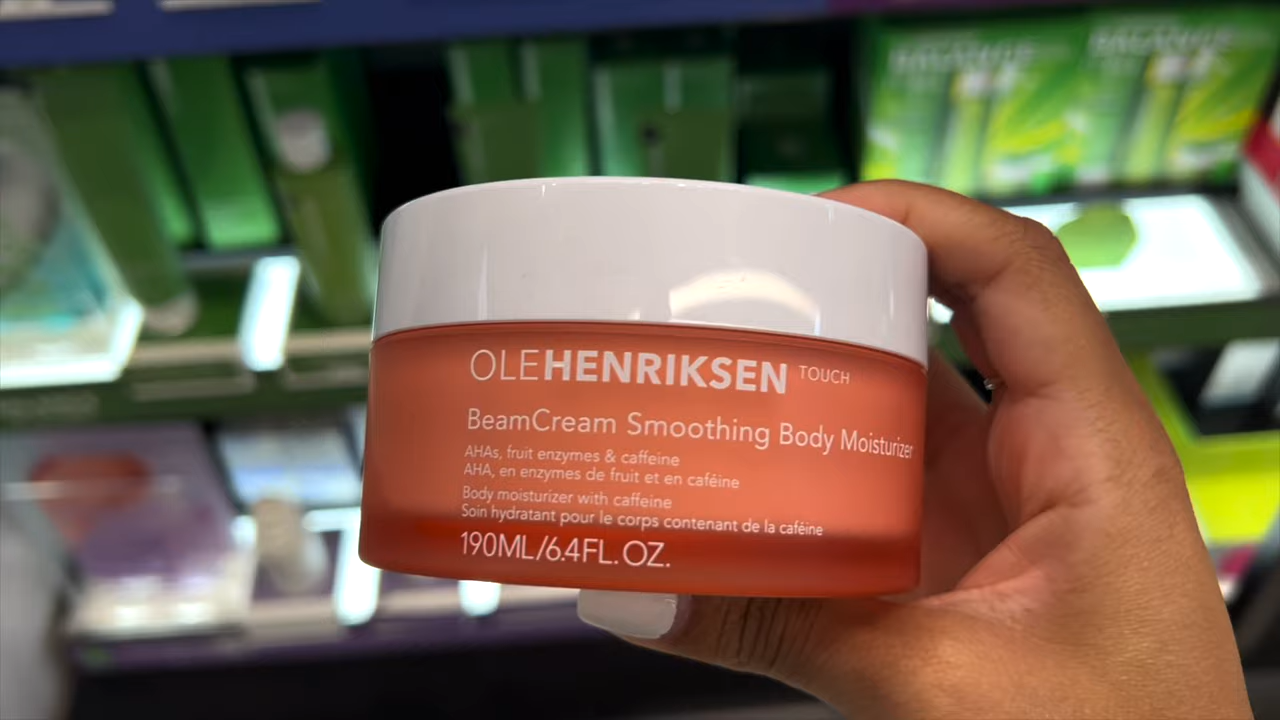 OLEHENRIKSEN TOUCH
BeamCream Smoothing Body Moisturizer
AHAs, fruit enzymes & caffeine
AHA, en enzymes de fruit et en caféine
Body moisturizer with caffeine
Soin hydratant pour le corps contenant de la caféine
190ML/6.4FL.OZ.